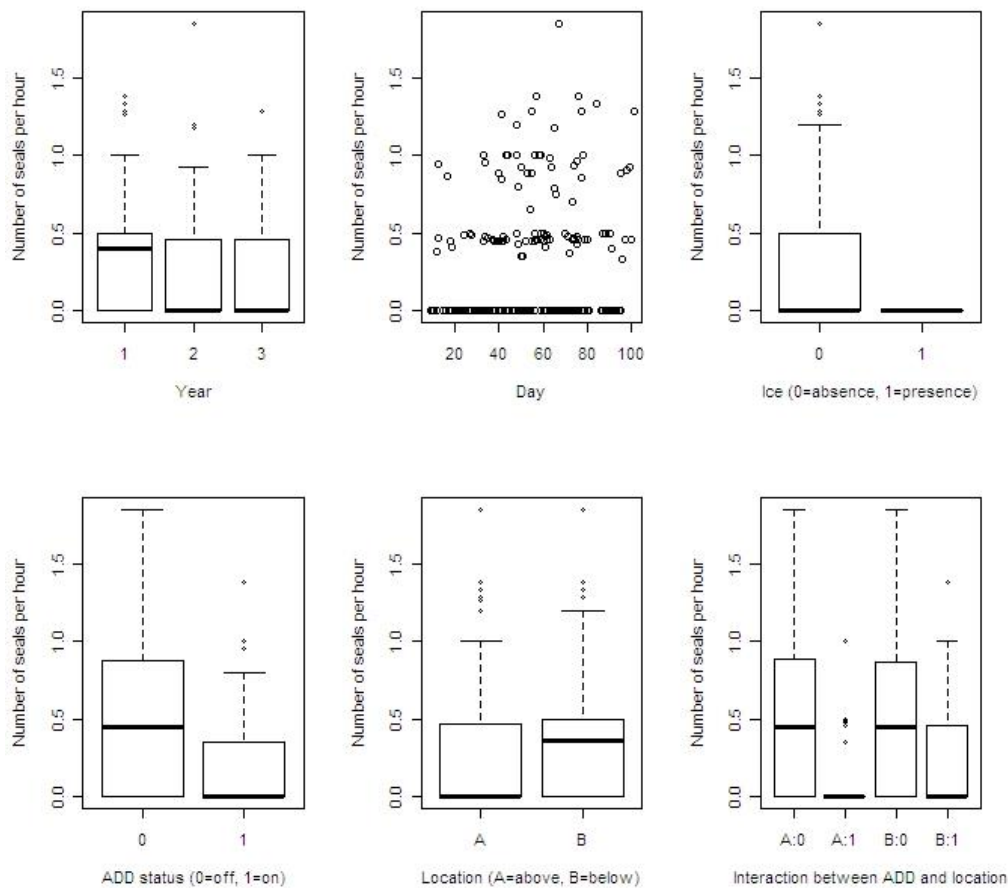 Number of seals per hour
1.5
1.0
0.5
0.0
1 2 3
Year
Number of seals per hour
1.5
1.0
0.5
0.0
20 40 60 80 100
Day
Number of seals per hour
1.5
1.0
0.5
0.0
0 1
Ice (0=absence, 1=presence)
Number of seals per hour
1.5
1.0
0.5
0.0
0 1
ADD status (0=off, 1=on)
Number of seals per hour
1.5
1.0
0.5
0.0
A B
Location (A=above, B=below)
Number of seals per hour
1.5
1.0
0.5
0.0
A:0 A:1 B:0 B:1
Interaction between ADD and location